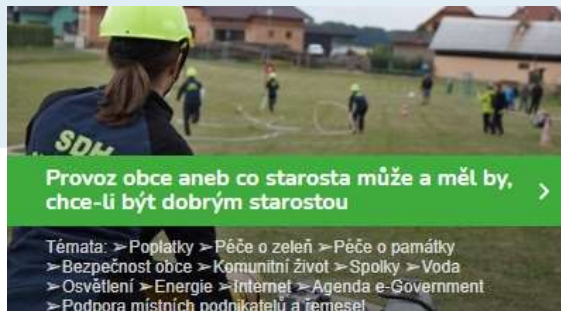 SDH
Provoz obce aneb co starosta může a měl by,
chce-li být dobrým starostou
Témata: ➢Poplatky ➢Péče o zeleň ➢Péče o památky
➢Bezpečnost obce ➢Komunitní život ➢Spolky ➢Voda
➢Osvětlení ➢Energie ➢Internet ➢Agenda e-Government
➢Podpora místních podnikatelů a řemesel